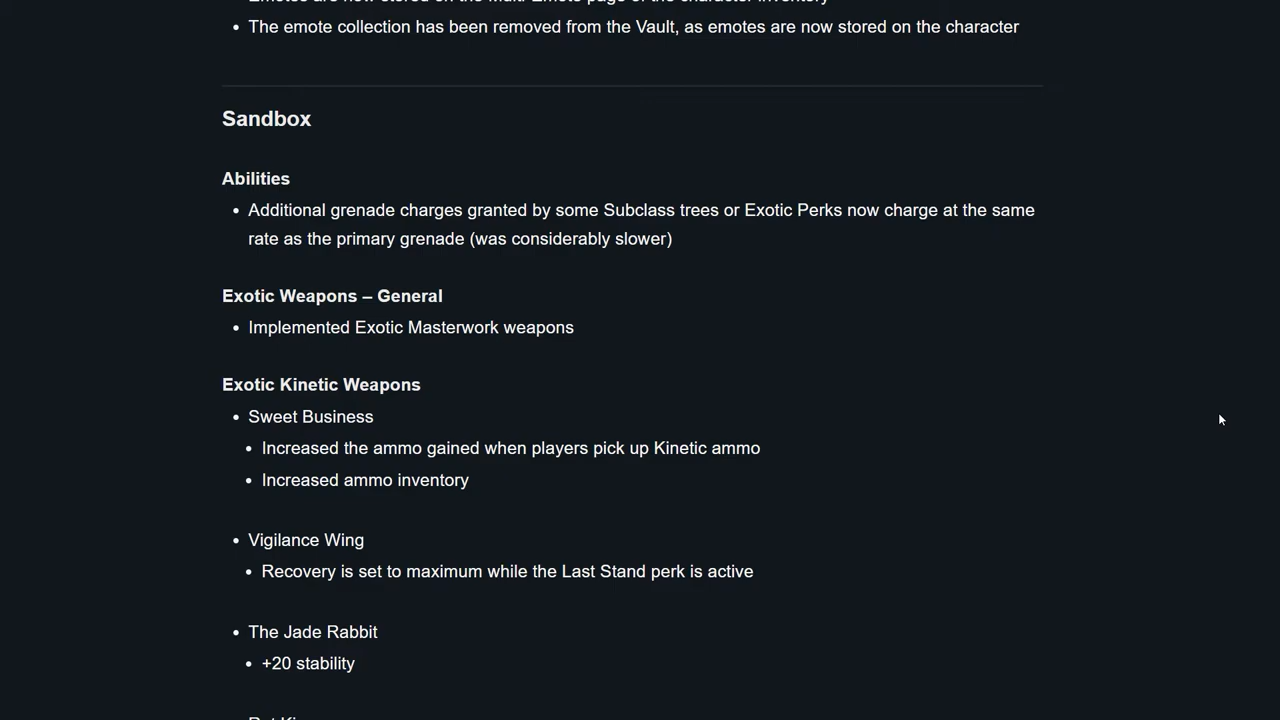 The emote collection has been removed from the Vault, as emotes are now stored on the character
Sandbox
Abilities
Additional grenade charges granted by some Subclass trees or Exotic Perks now charge at the same
rate as the primary grenade (was considerably slower)
Exotic Weapons – General
Implemented Exotic Masterwork weapons
Exotic Kinetic Weapons
Sweet Business
Increased the ammo gained when players pick up Kinetic ammo
Increased ammo inventory
Vigilance Wing
Recovery is set to maximum while the Last Stand perk is active
The Jade Rabbit
+20 stability